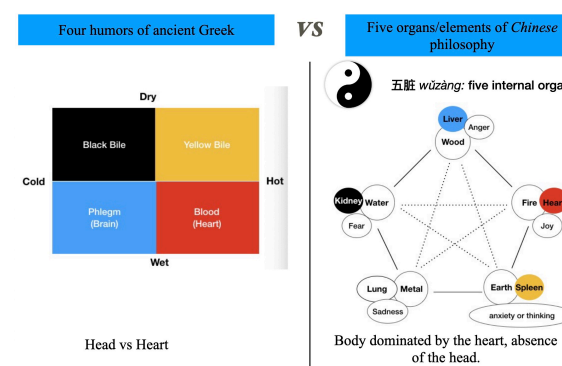 Four humors of ancient Greek
VS
Five organs/elements of Chinese
philosophy
Dry
Black Bile
Yellow Bile
Cold
Hot
Phlegm
(Brain)
Blood
(Heart)
Wet
Head vs Heart
五脏 wŭzàng: five internal orga
Liver
Anger
Wood
Kidney
Water
Fear
Fire
Hear
Joy
Lung
Metal
Sadness
Earth
Spleen
anxiety or thinking
Body dominated by the heart, absence
of the head.